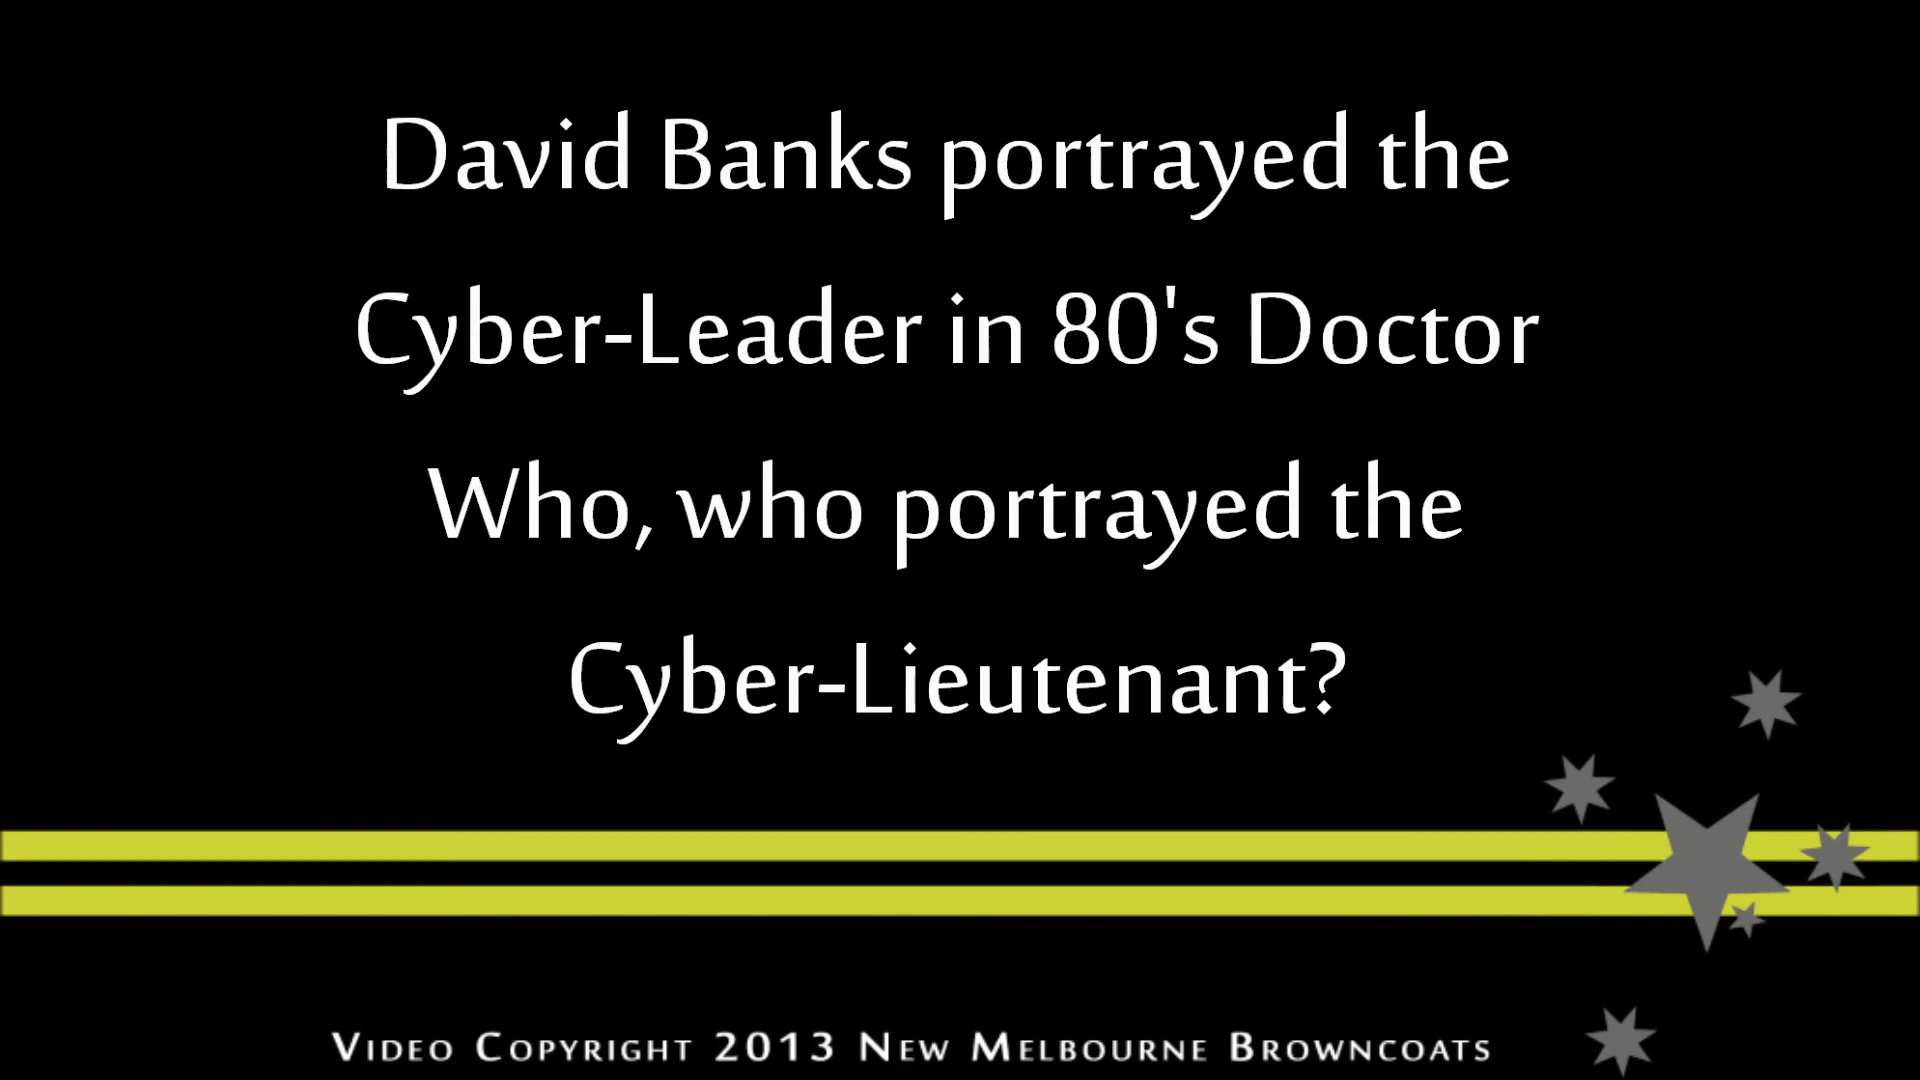 David Banks portrayed the
Cyber-Leader in 80's Doctor
Who, who portrayed the
Cyber-Lieutenant?
Video Copyright 2013 New Melbourne Browncoats